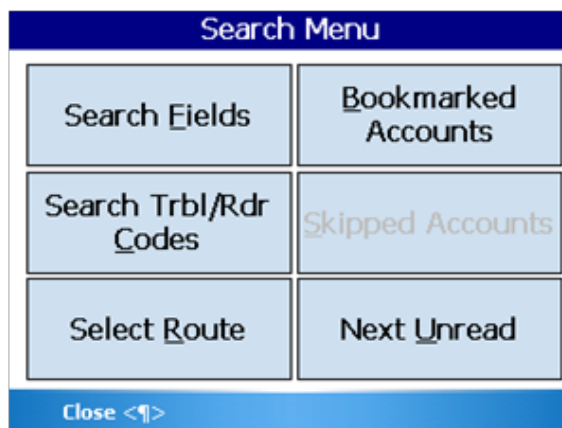 Search Menu
Search Fields
Bookmarked
Accounts
Search Trbl/Rdr
Codes
Skipped Accounts
Select Route
Next Unread
Close <¶>